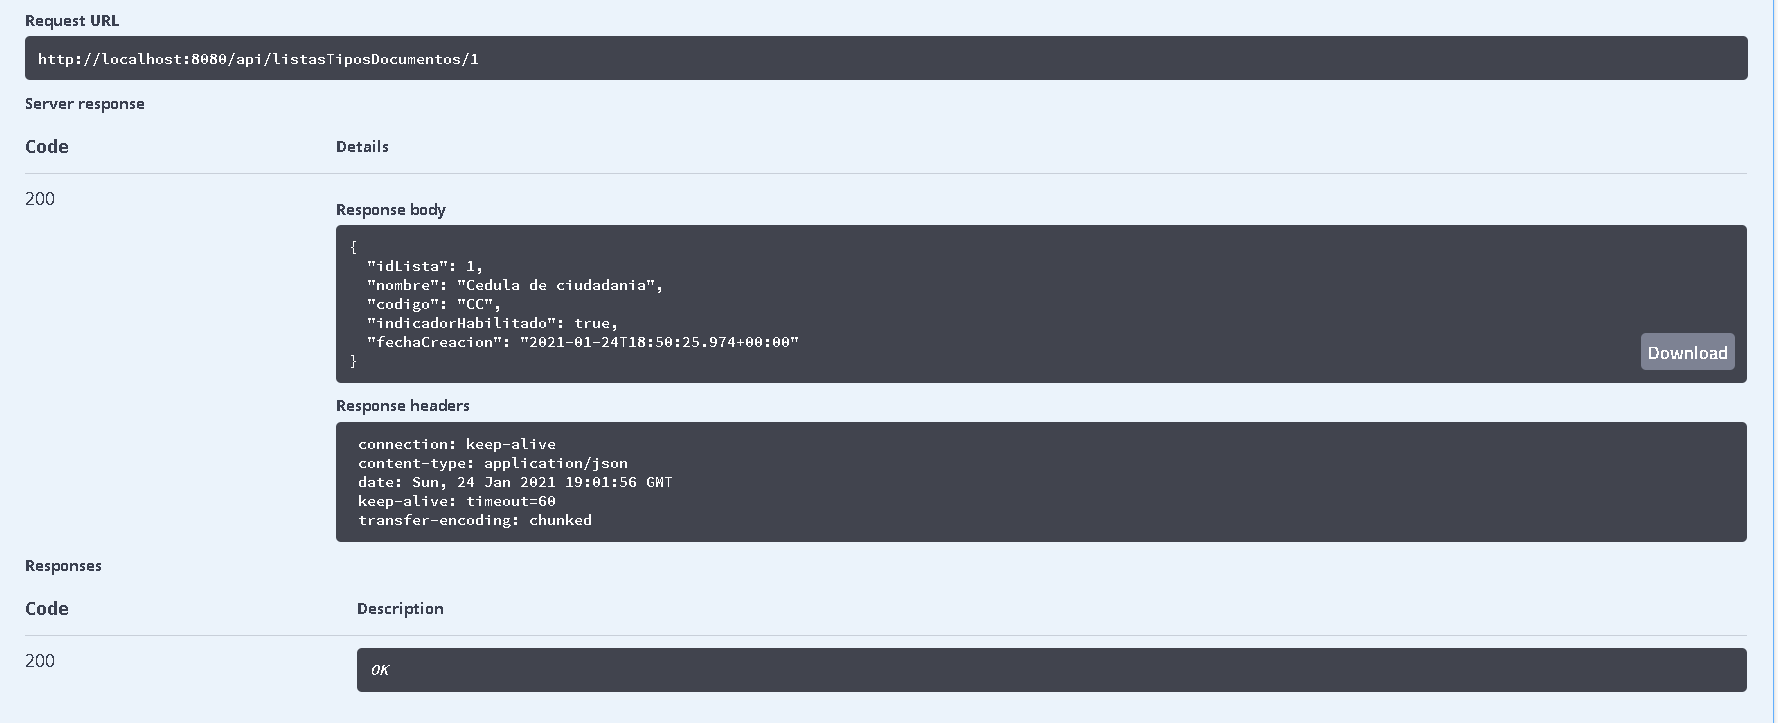 Request URL
http://localhost:8080/api/listasTiposDocumentos/1
Server response
Code Details
200
Response body
{
"idLista": 1,
"nombre": "Cedula de ciudadania",
"codigo": "CC",
"indicadorHabilitado": true,
"fechaCreacion": "2021-01-24T18:50:25.974+00:00"
}
Download
Response headers
connection: keep-alive
content-type: application/json
date: Sun, 24 Jan 2021 19:01:56 GMT
keep-alive: timeout=60
transfer-encoding: chunked
Responses
Code Description
200
OK